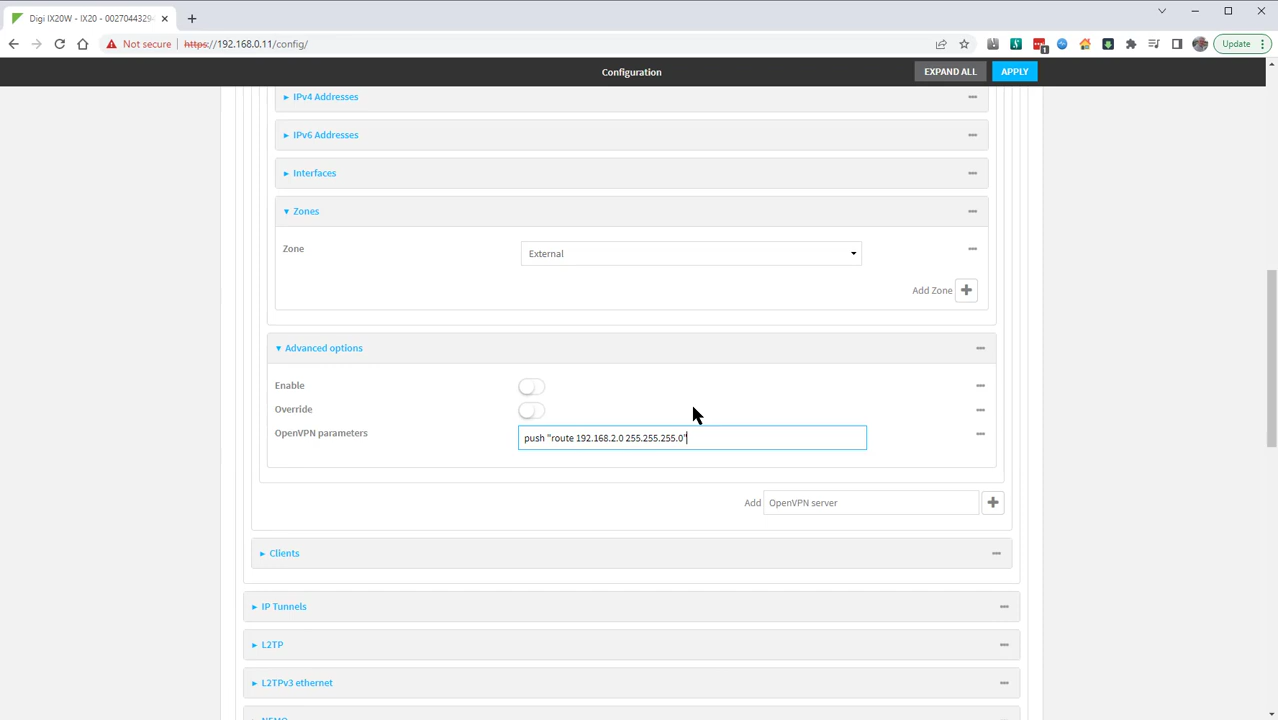 Digi IX20W - IX20 - 0027044329
Not secure https://192.168.0.11/config/
1
Update
Configuration
EXPAND ALL
APPLY
IPv4 Addresses
IPv6 Addresses
Interfaces
Zones
Zone
External
Add Zone
Advanced options
Enable
Override
OpenVPN parameters
push "route 192.168.2.0 255.255.255.0"
Add OpenVPN server
Clients
IP Tunnels
L2TP
L2TPv3 ethernet
NEMO